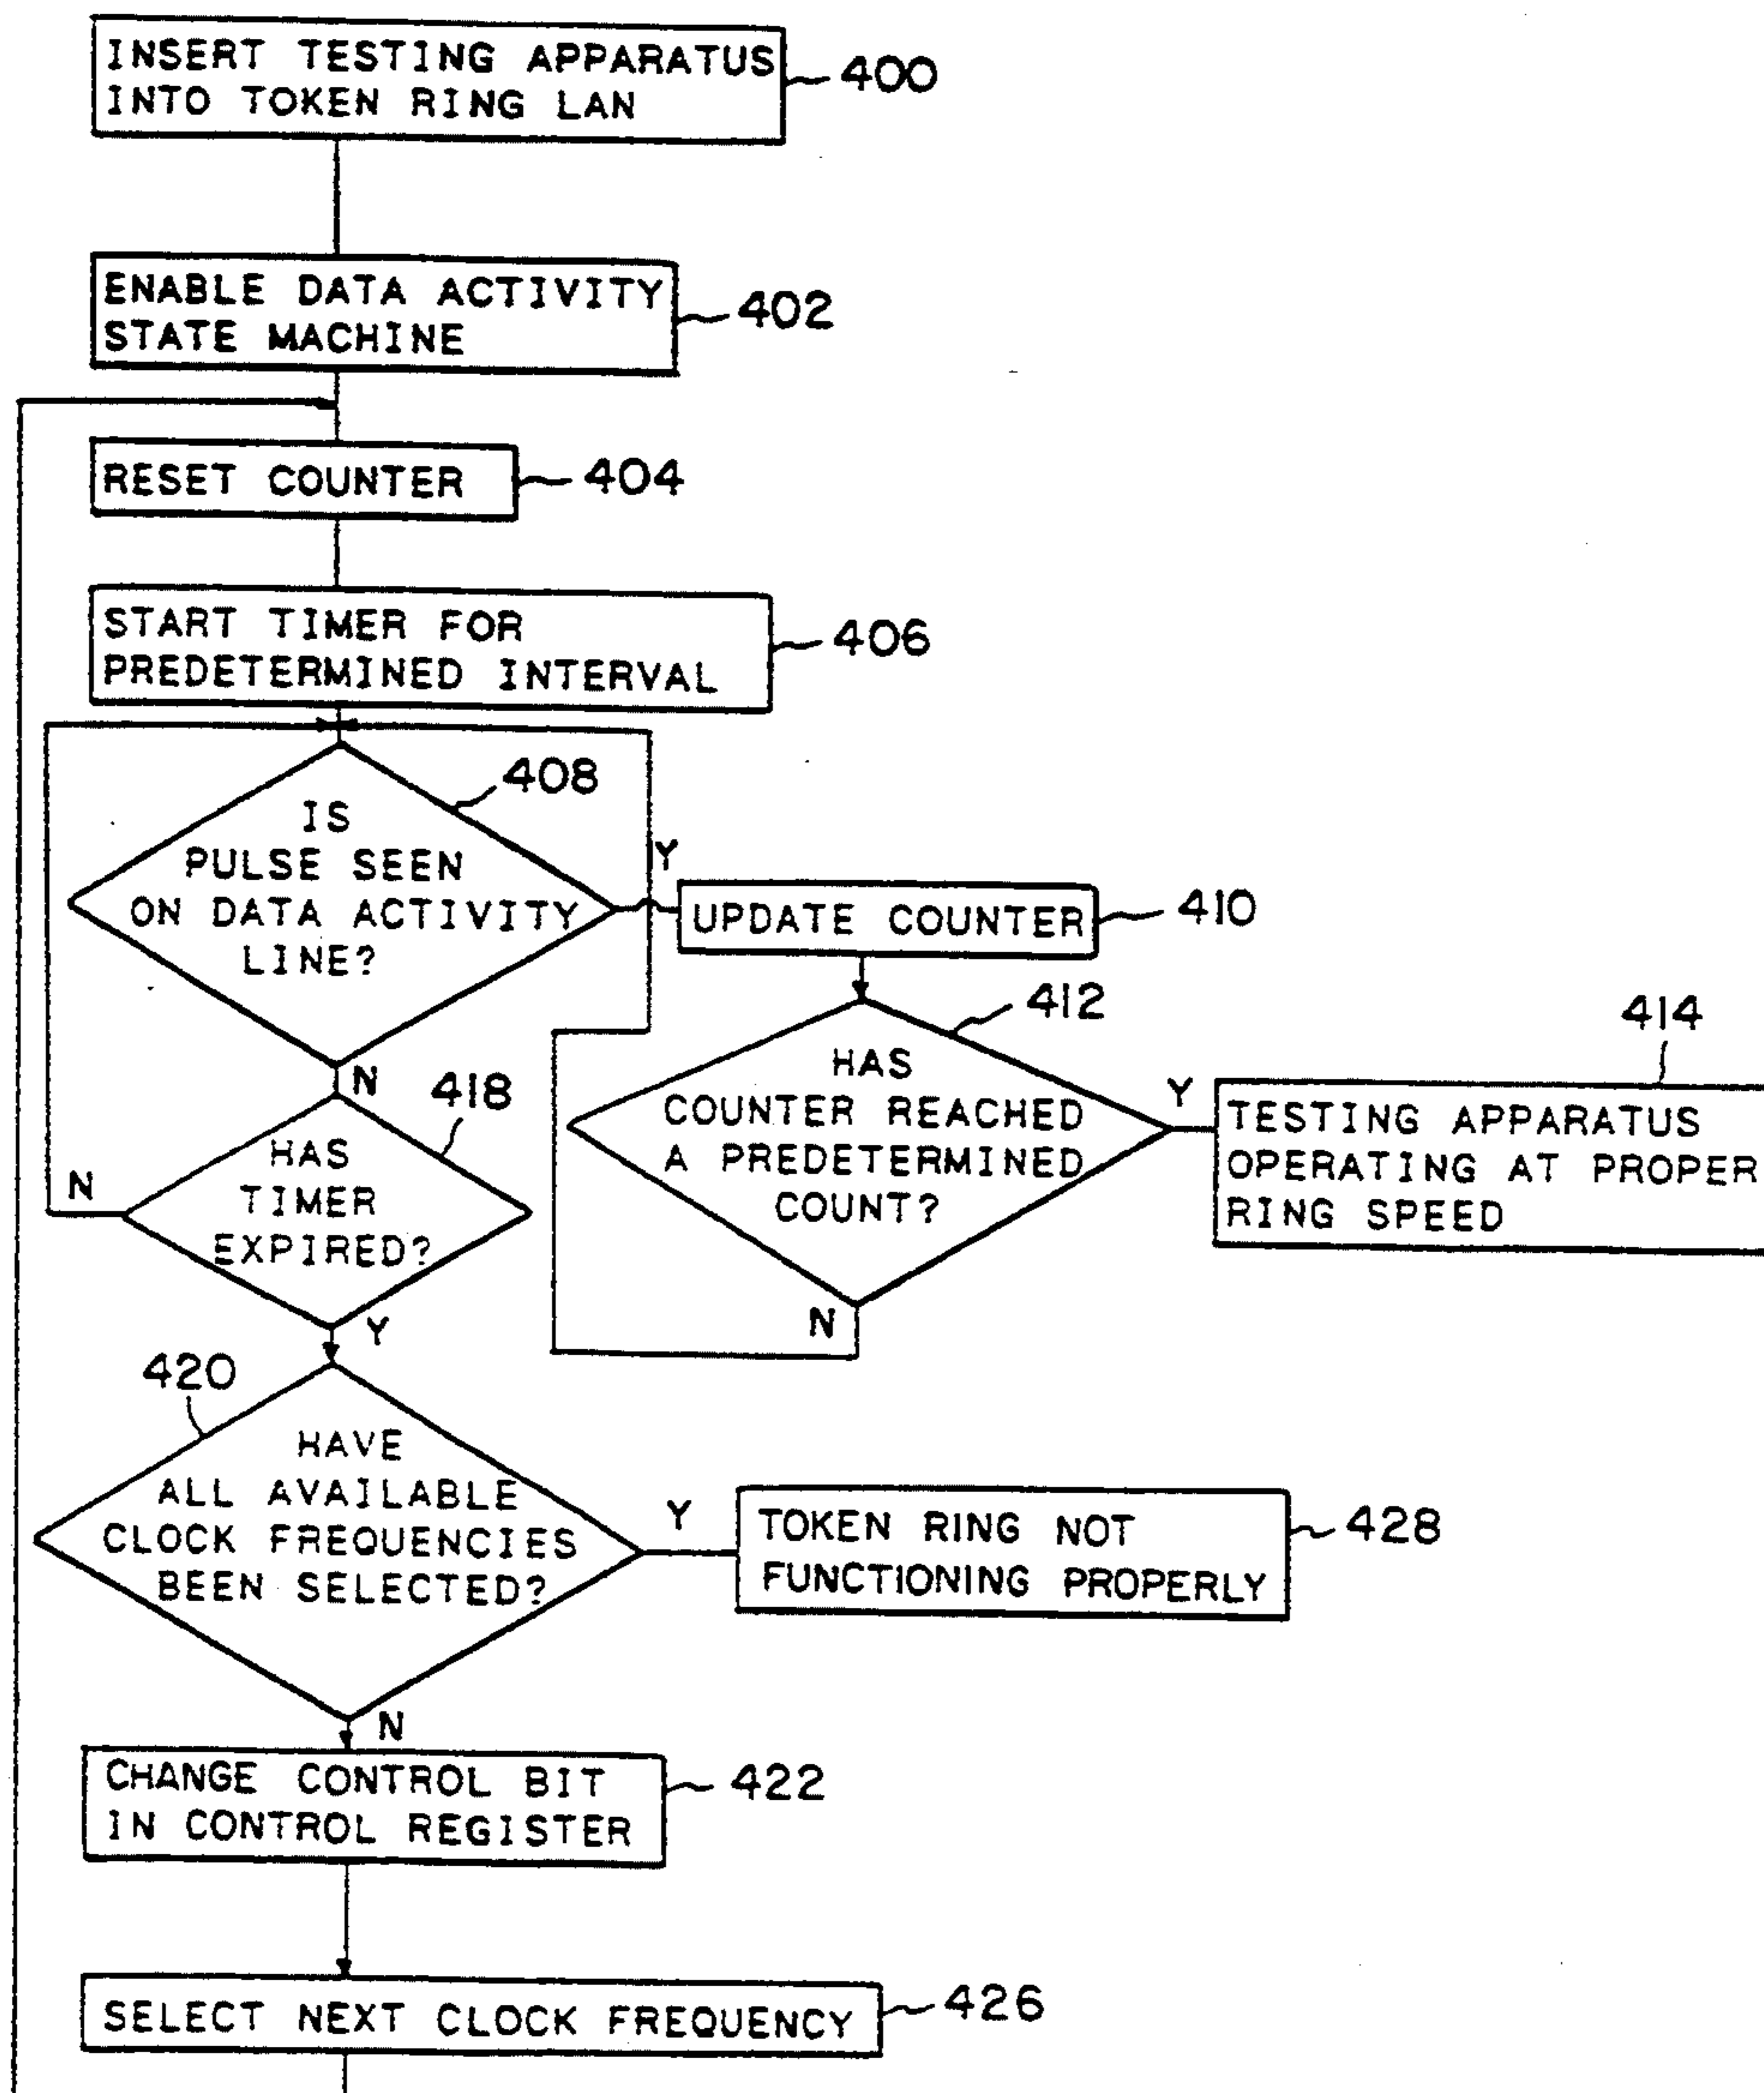 INSERT TESTING APPARATUS
INTO TOKEN RING LAN
400
ENABLE DATA ACTIVITY
STATE MACHINE
402
RESET COUNTER
404
START TIMER FOR
PREDETERMINED INTERVAL
406
408
IS
PULSE SEEN
ON DATA ACTIVITY
LINE?
Y
N
UPDATE COUNTER
410
412
HAS
COUNTER REACHED
A PREDETERMINED
COUNT?
Y
N
414
TESTING APPARATUS
OPERATING AT PROPER
RING SPEED
418
HAS
TIMER
EXPIRED?
N
Y
420
HAVE
ALL AVAILABLE
CLOCK FREQUENCIES
BEEN SELECTED?
Y
N
TOKEN RING NOT
FUNCTIONING PROPERLY
428
CHANGE CONTROL BIT
IN CONTROL REGISTER
422
SELECT NEXT CLOCK FREQUENCY
426